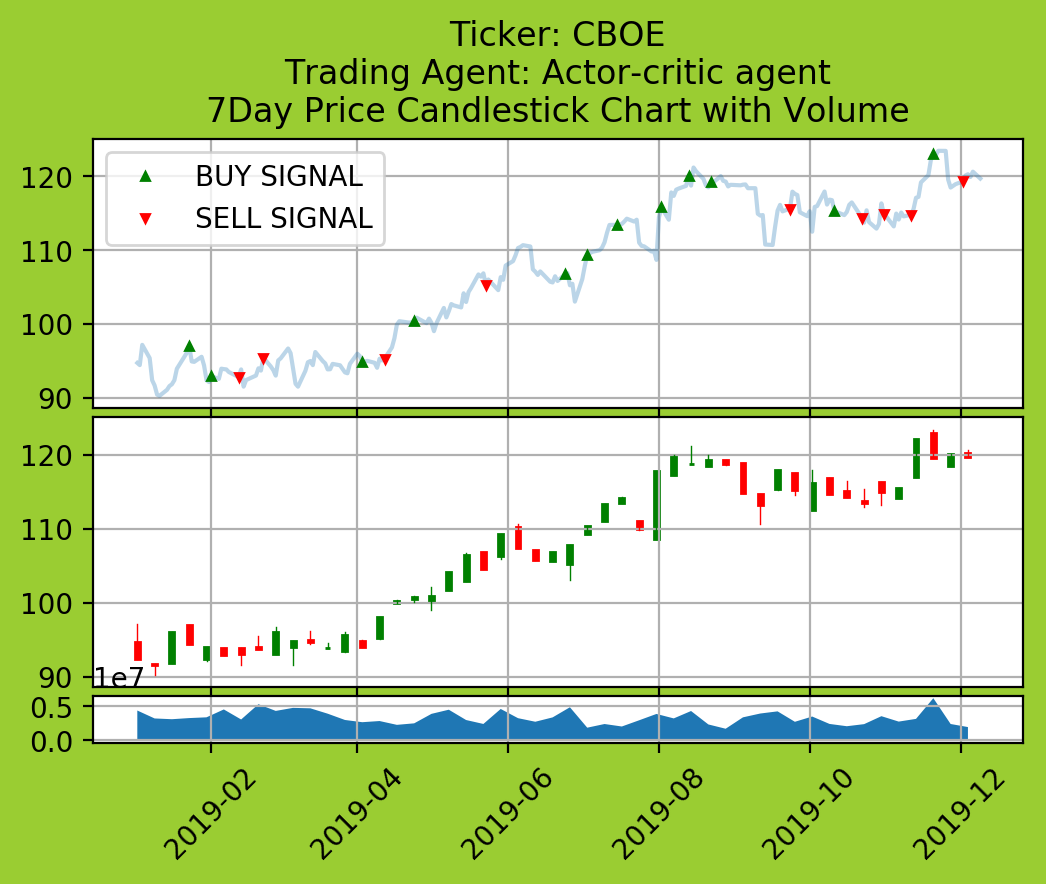 Ticker: CBOE
Trading Agent: Actor-critic agent
7Day Price Candlestick Chart with Volume
BUY SIGNAL
SELL SIGNAL
120
110
100
90
120
110
100
90
1e7
0.5
0.0
2019-02
2019-04
2019-06
2019-08
2019-10
2019-12